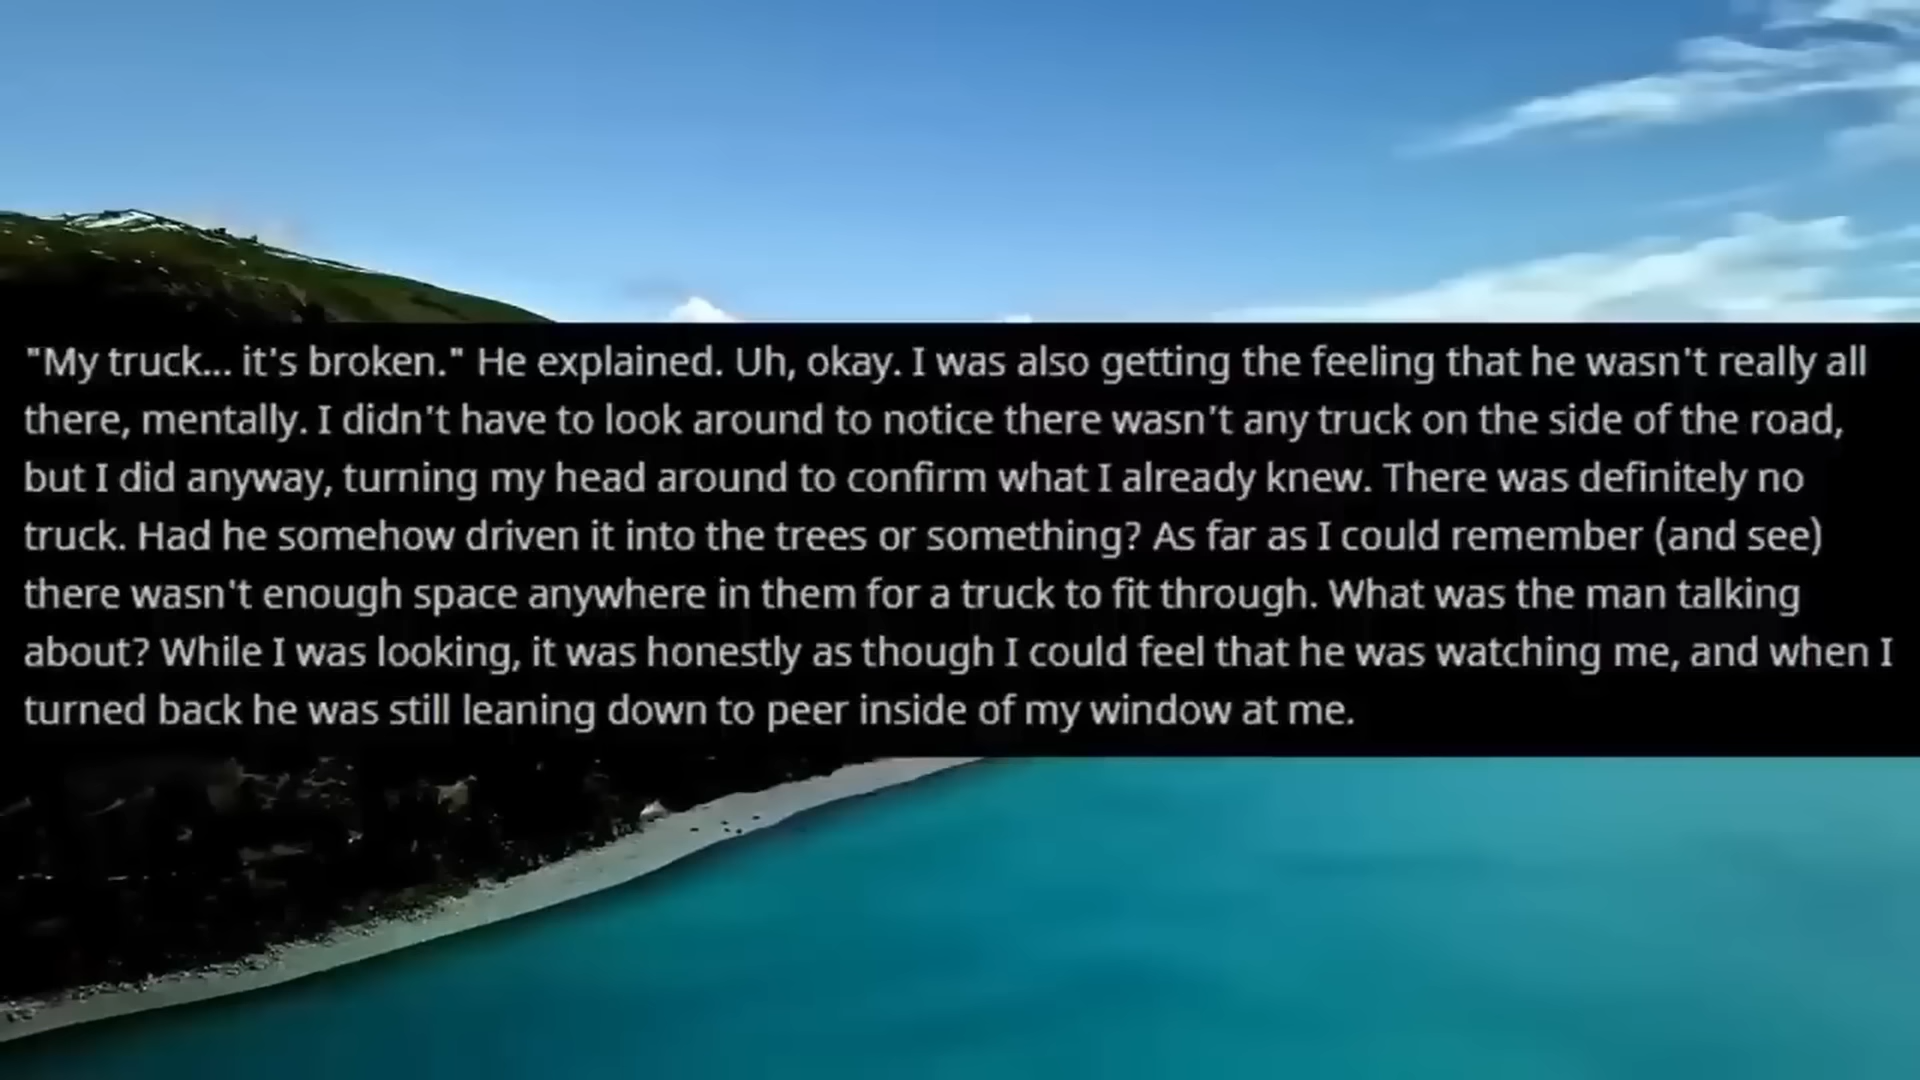 "My truck... it's broken." He explained. Uh, okay. I was also getting the feeling that he wasn't really all
there, mentally. I didn't have to look around to notice there wasn't any truck on the side of the road,
but I did anyway, turning my head around to confirm what I already knew. There was definitely no
truck. Had he somehow driven it into the trees or something? As far as I could remember (and see)
there wasn't enough space anywhere in them for a truck to fit through. What was the man talking
about? While I was looking, it was honestly as though I could feel that he was watching me, and when I
turned back he was still leaning down to peer inside of my window at me.